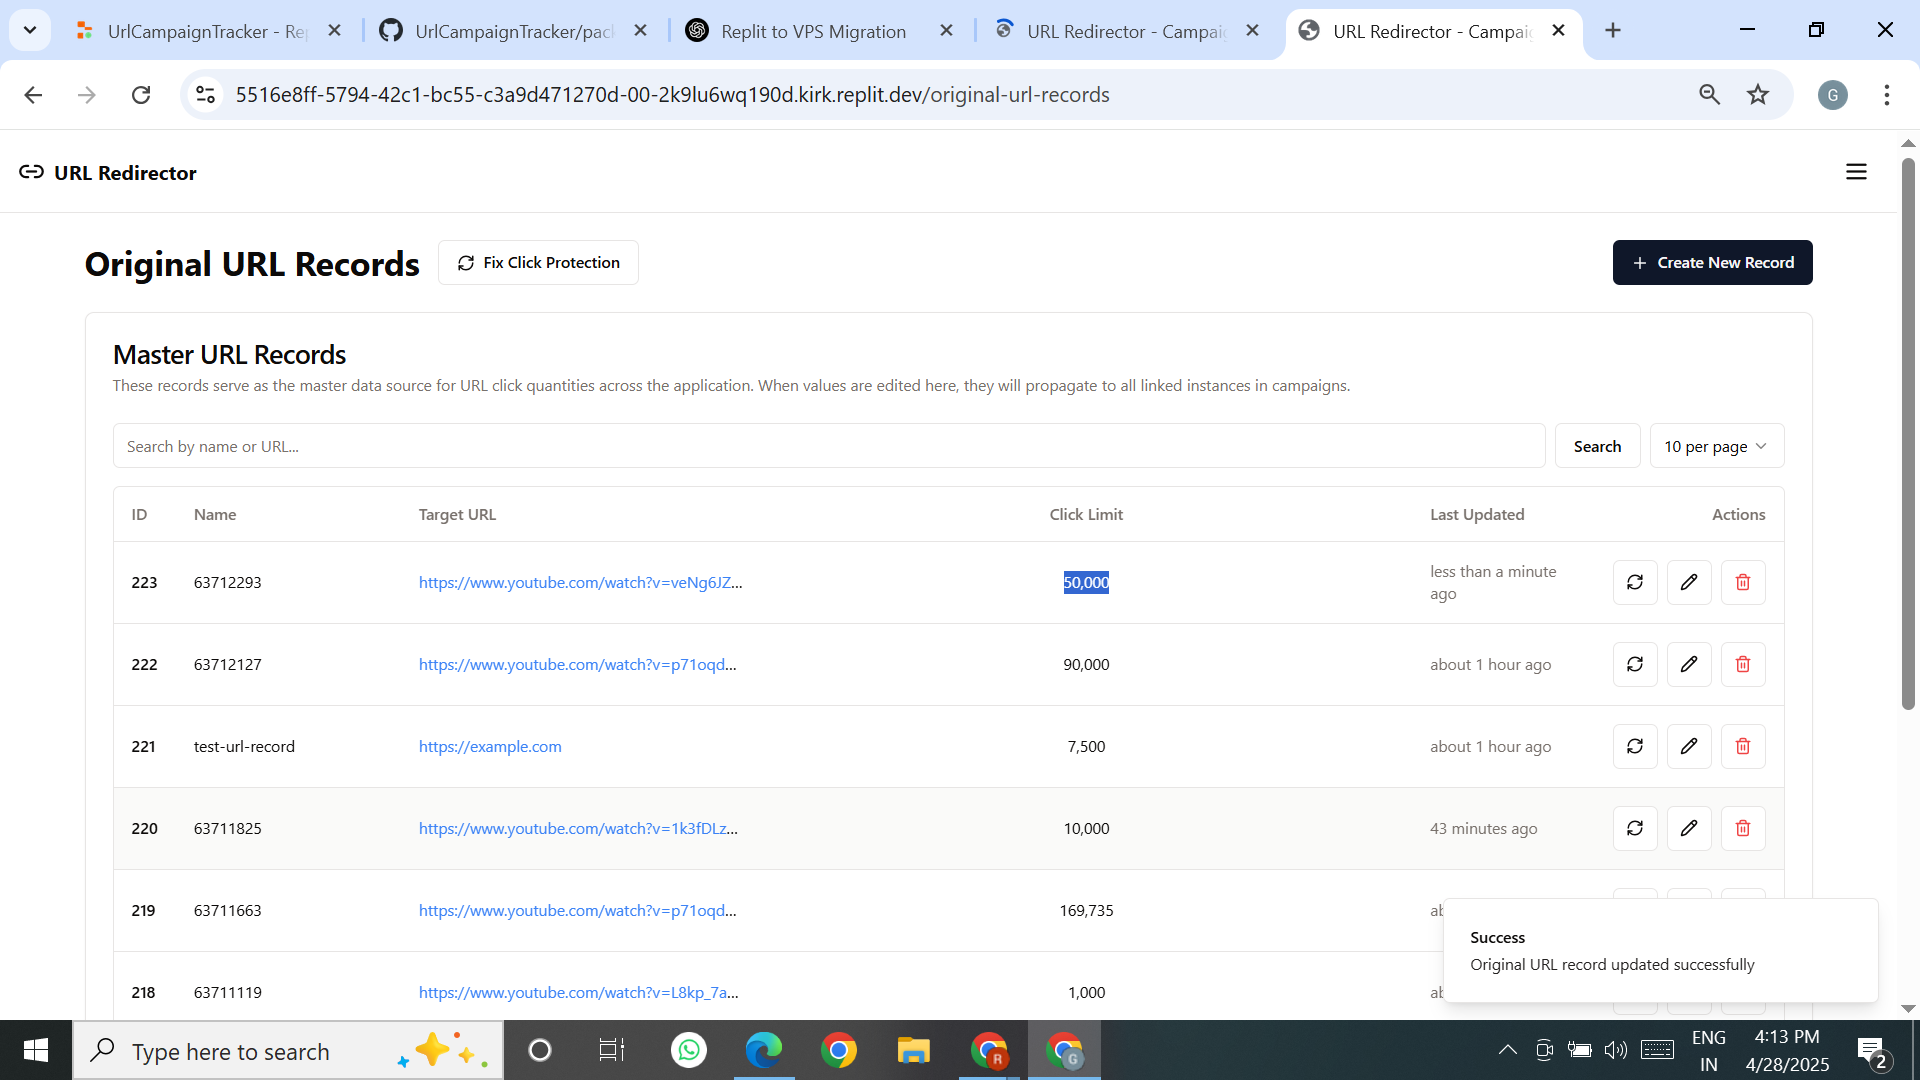 UrlCampaignTracker - Rep
UrlCampaignTracker/pac
Replit to VPS Migration
URL Redirector - Campaig
URL Redirector - Campaig
5516e8ff-5794-42c1-bc55-c3a9d471270d-00-2k9lu6wq190d.kirk.replit.dev/original-url-records
G
URL Redirector
Original URL Records
Fix Click Protection
Create New Record
Master URL Records
These records serve as the master data source for URL click quantities across the application. When values are edited here, they will propagate to all linked instances in campaigns.
Search by name or URL...
Search
10 per page
ID Name Target URL Click Limit Last Updated Actions
223 63712293 https://www.youtube.com/watch?v=veNg6JZ... 50,000 less than a minute ago
222 63712127 https://www.youtube.com/watch?v=p71oqd... 90,000 about 1 hour ago
221 test-url-record https://example.com 7,500 about 1 hour ago
220 63711825 https://www.youtube.com/watch?v=1k3fDLz... 10,000 43 minutes ago
219 63711663 https://www.youtube.com/watch?v=p71oqd... 169,735 ab
218 63711119 https://www.youtube.com/watch?v=L8kp_7a... 1,000 ab
Success
Original URL record updated successfully
Type here to search
R
G
ENG
IN
4:13 PM
4/28/2025
2